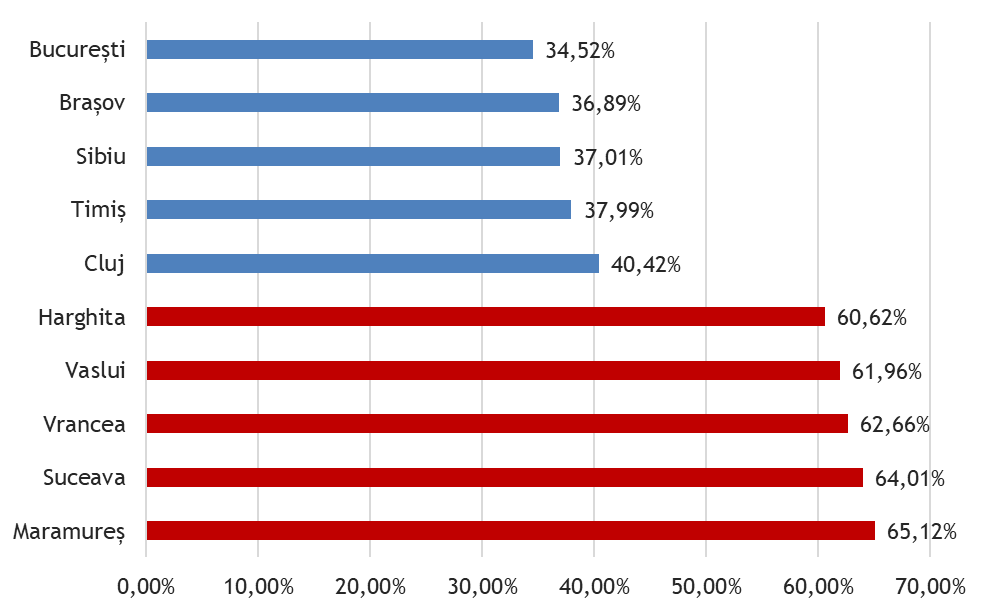 București 34,52%
Brașov 36,89%
Sibiu 37,01%
Timiș 37,99%
Cluj 40,42%
Harghita 60,62%
Vaslui 61,96%
Vrancea 62,66%
Suceava 64,01%
Maramureș 65,12%
0,00% 10,00% 20,00% 30,00% 40,00% 50,00% 60,00% 70,00%